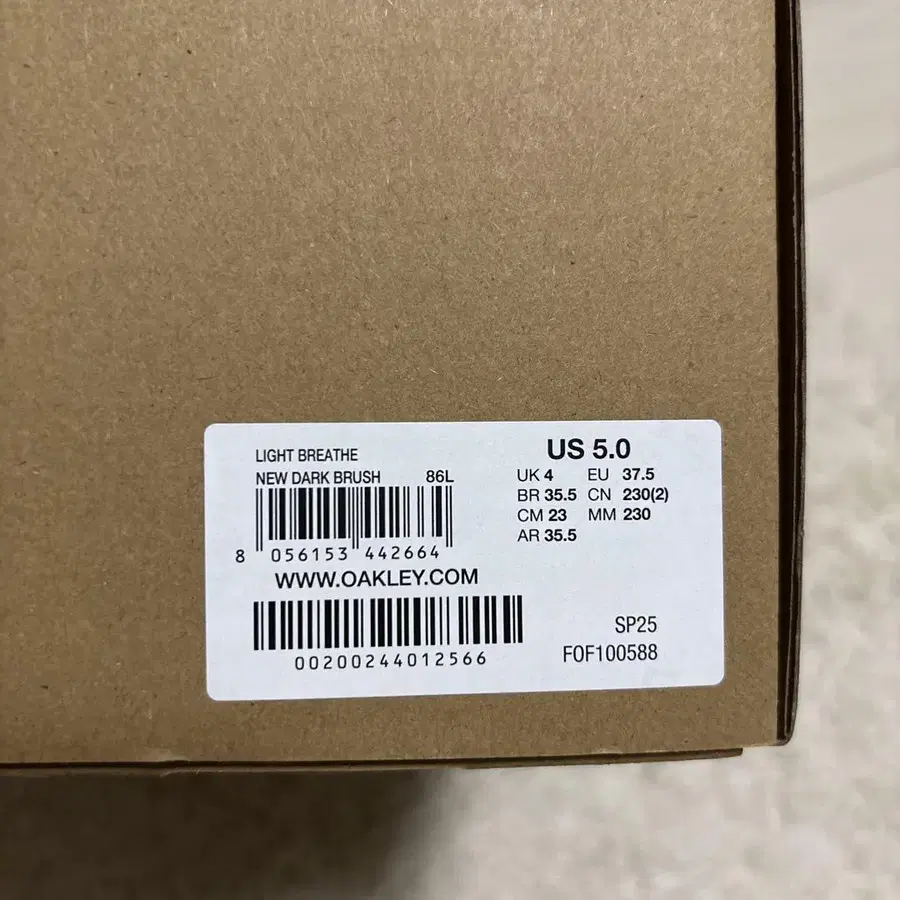 LIGHT BREATHE
NEW DARK BRUSH 86L
8 056153 442664
WWW.OAKLEY.COM
00200244012566
US 5.0
UK 4 EU 37.5
BR 35.5 CN 230(2)
CM 23 MM 230
AR 35.5
SP25
FOF100588